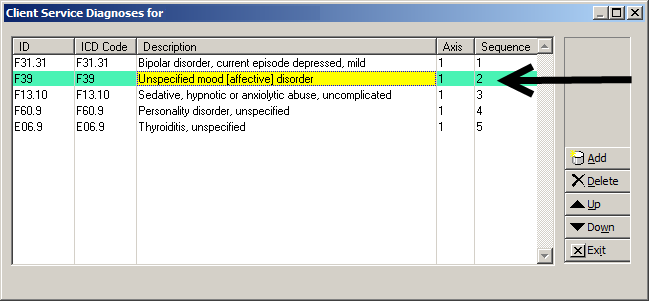 Client Service Diagnoses for
ID ICD Code Description Axis Sequence
F31.31 F31.31 Bipolar disorder, current episode depressed, mild 1 1
F39 F39 Unspecified mood [affective] disorder 1 2
F13.10 F13.10 Sedative, hypnotic or anxiolytic abuse, uncomplicated 1 3
F60.9 F60.9 Personality disorder, unspecified 1 4
E06.9 E06.9 Thyroiditis, unspecified 1 5
Add
Delete
Up
Down
Exit